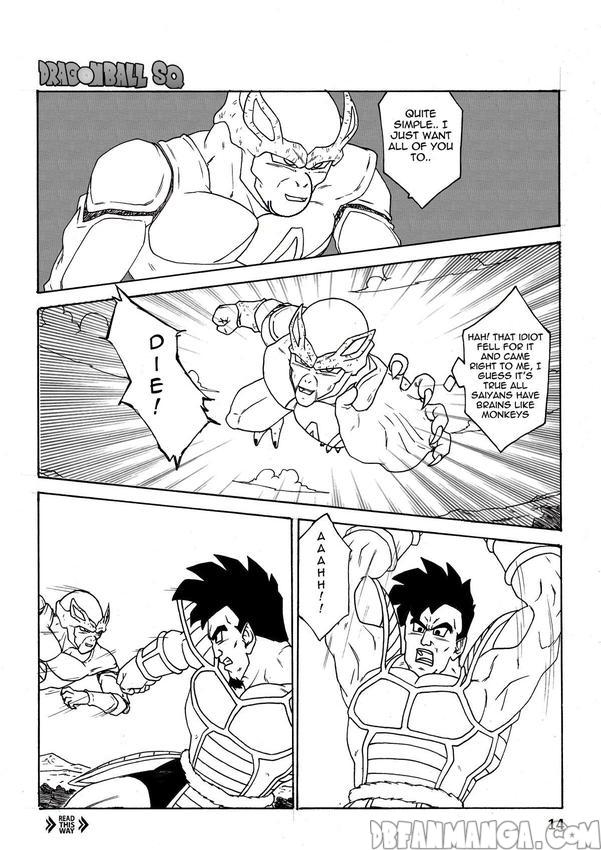 DRAGONBALL SQ
QUITE
SIMPLE.. I
JUST WANT
ALL OF YOU
TO..
DIE!
HAH! THAT IDIOT
FELL FOR IT
AND CAME
RIGHT TO ME, I
GUESS IT'S
TRUE ALL
SAIYANS HAVE
BRAINS LIKE
MONKEYS
AAAHH!!
READ
THIS
WAY
14
DBFANMANGA.COM